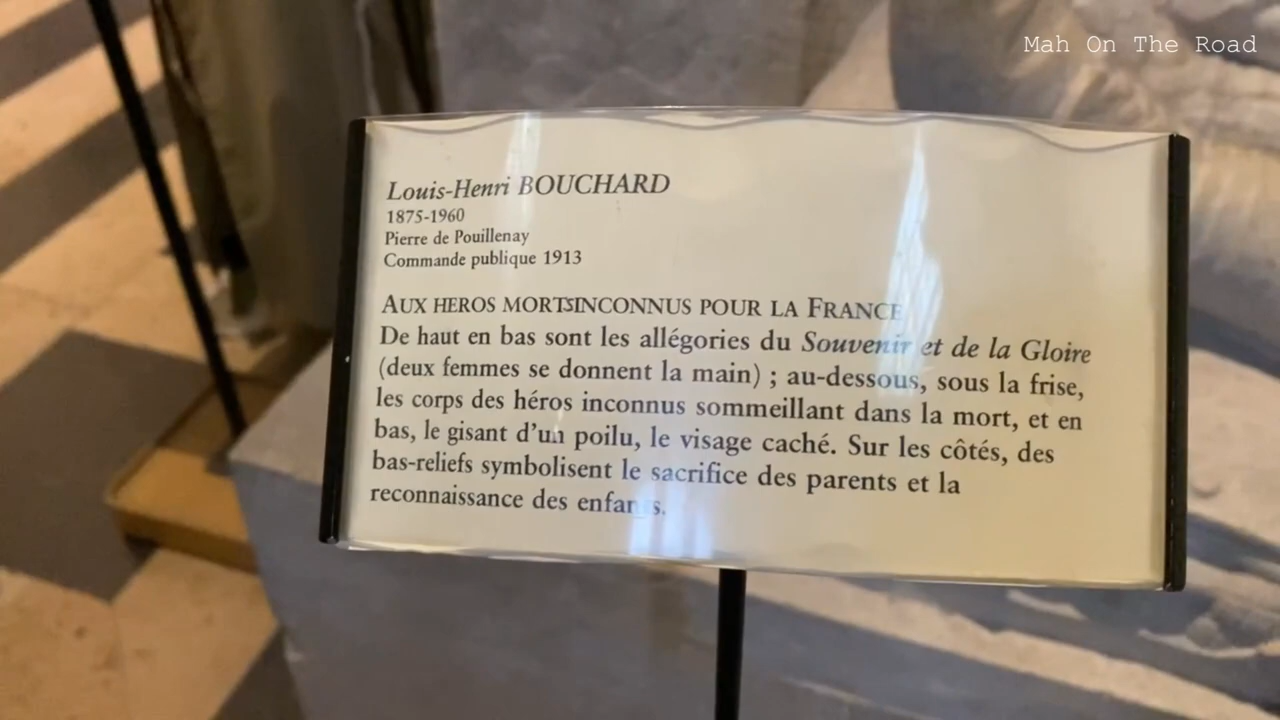 Mah On The Road
Louis-Henri BOUCHARD
1875-1960
Pierre de Pouillenay
Commande publique 1913
AUX HEROS MORTSINCONNUS POUR LA FRANCE
De haut en bas sont les allégories du Souvenir et de la Gloire
(deux femmes se donnent la main) ; au-dessous, sous la frise,
les corps des héros inconnus sommeillant dans la mort, et en
bas, le gisant d'un poilu, le visage caché. Sur les côtés, des
bas-reliefs symbolisent le sacrifice des parents et la
reconnaissance des enfants.